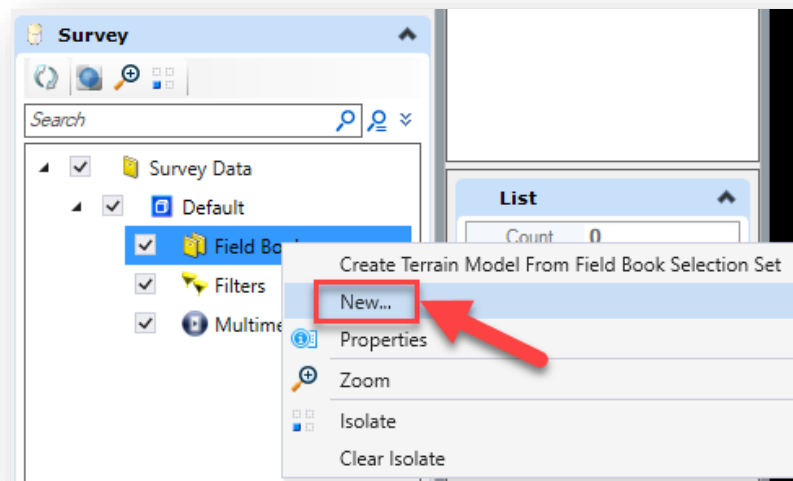 Survey
Search
Survey Data
Default
Field Bo
Filters
Multime
List
Count 0
Create Terrain Model From Field Book Selection Set
New...
Properties
Zoom
Isolate
Clear Isolate